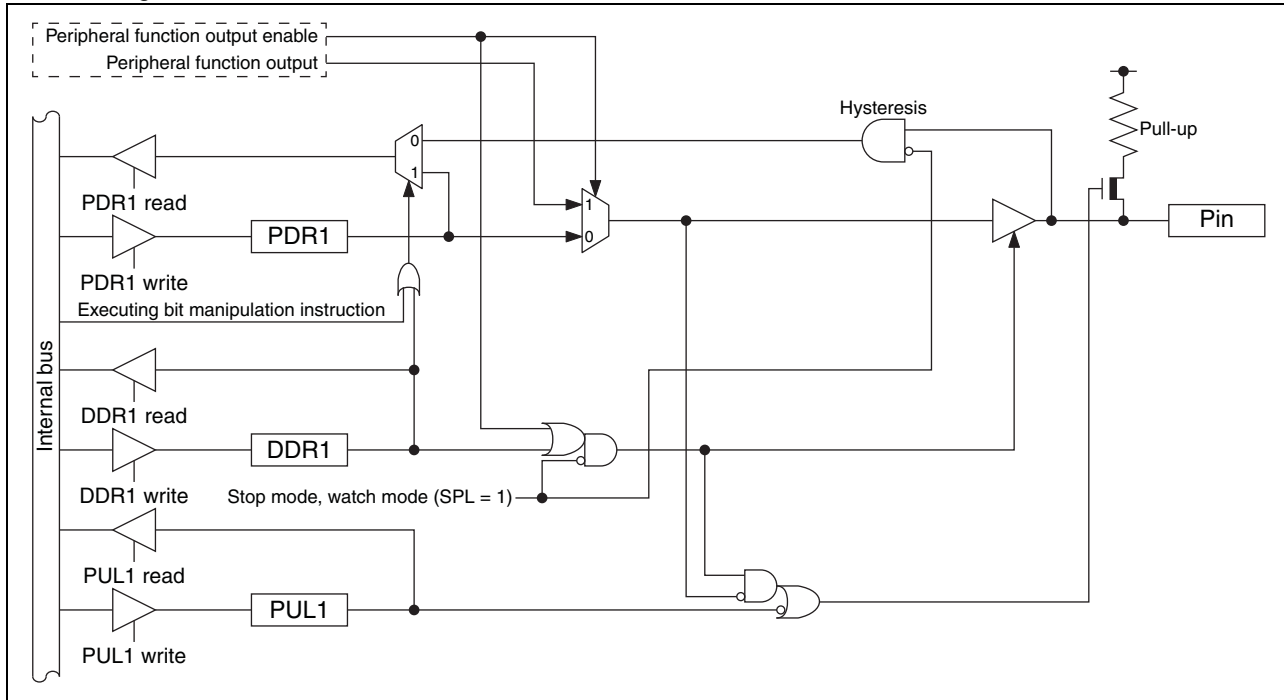 Peripheral function output enable
Peripheral function output
Hysteresis
Pull-up
0
1
PDR1 read
1
PDR1
0
Pin
PDR1 write
Executing bit manipulation instruction
Internal bus
DDR1 read
DDR1
DDR1 write
Stop mode, watch mode (SPL = 1)
PUL1 read
PUL1
PUL1 write